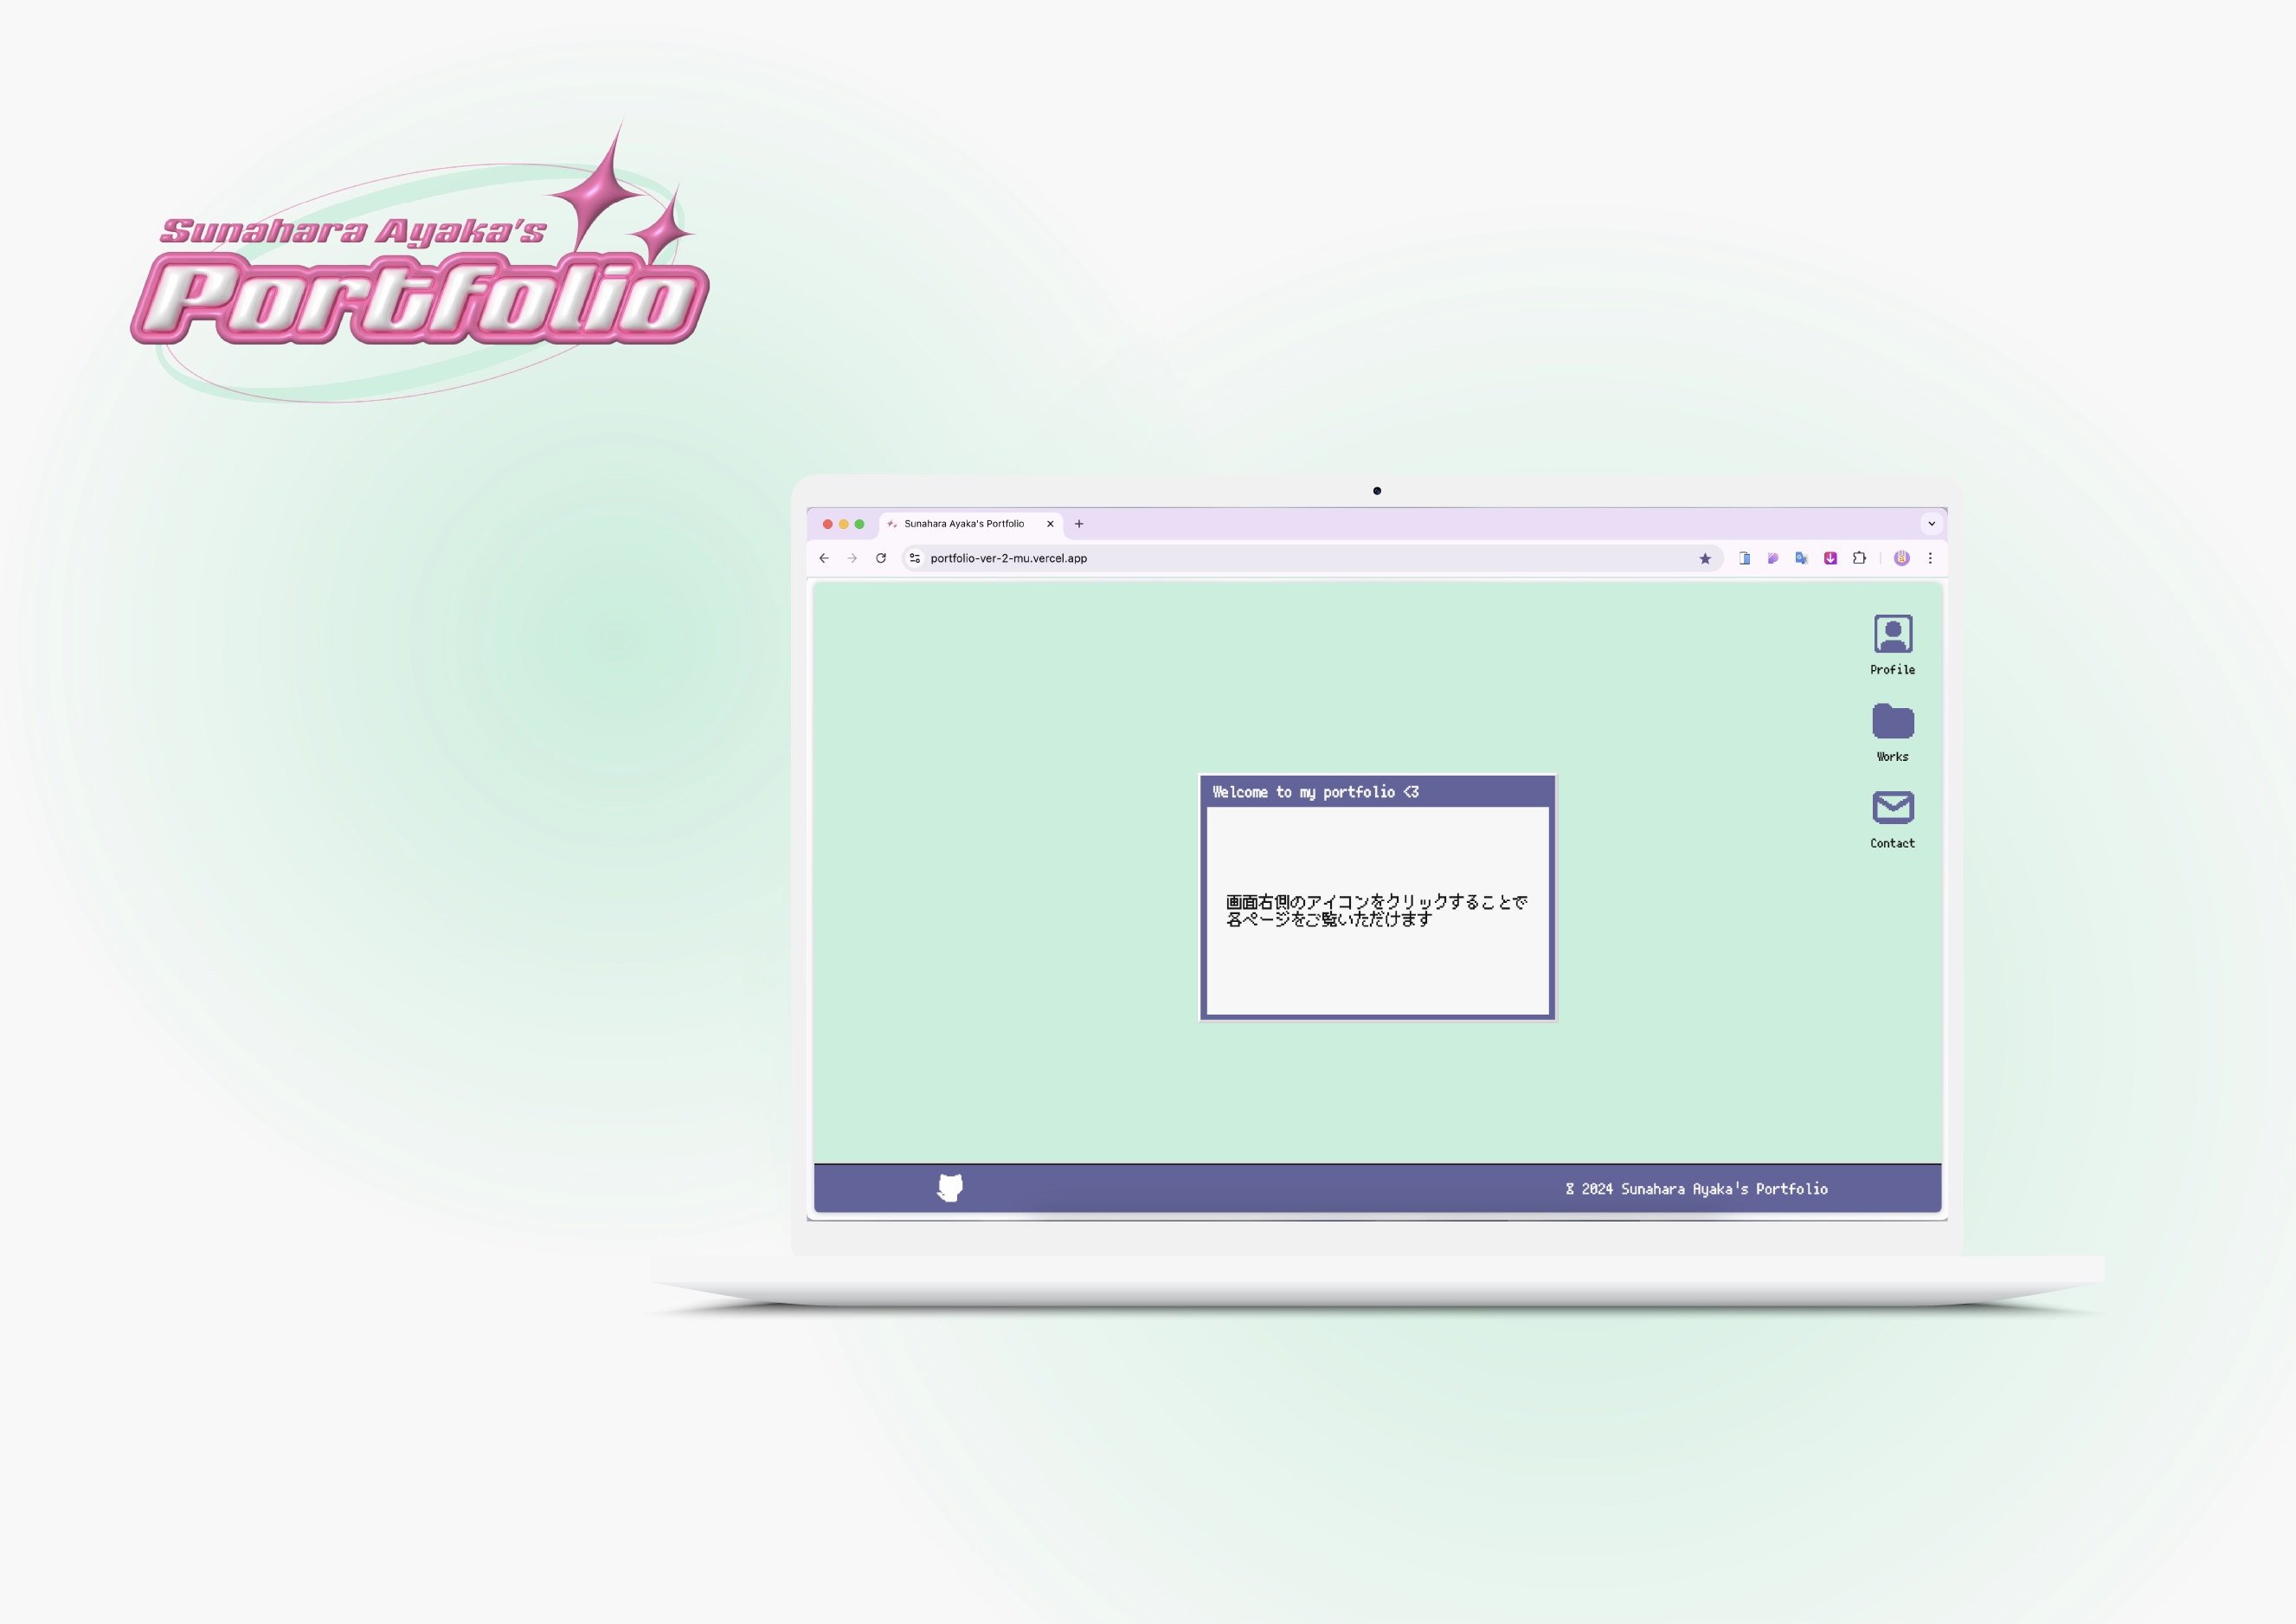 Sunahara Ayaka's
Portfolio
Sunahara Ayaka's Portfolio
portfolio-ver-2-mu.vercel.app
Profile
Works
Contact
Welcome to my portfolio <3
画面右側のアイコンをクリックすることで
各ページをご覧いただけます
2024 Sunahara Ayaka's Portfolio